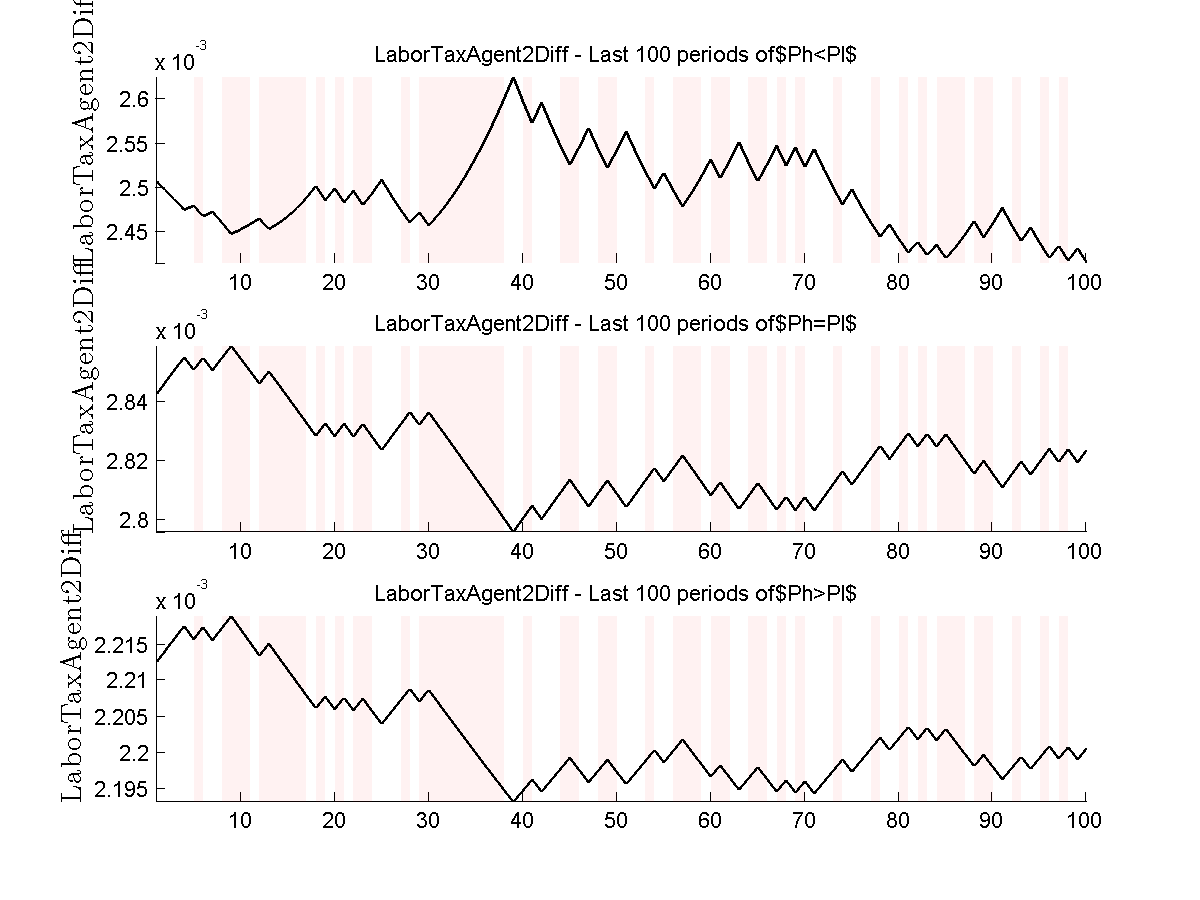 LaborTaxAgent2Diff - Last 100 periods of$Ph<Pl$
x 10-3
LaborTaxAgent2Diff
2.6
2.55
2.5
2.45
10 20 30 40 50 60 70 80 90 100
LaborTaxAgent2Diff - Last 100 periods of$Ph=Pl$
x 10-3
LaborTaxAgent2Diff
2.84
2.82
2.8
10 20 30 40 50 60 70 80 90 100
LaborTaxAgent2Diff - Last 100 periods of$Ph>Pl$
x 10-3
LaborTaxAgent2Diff
2.215
2.21
2.205
2.2
2.195
10 20 30 40 50 60 70 80 90 100